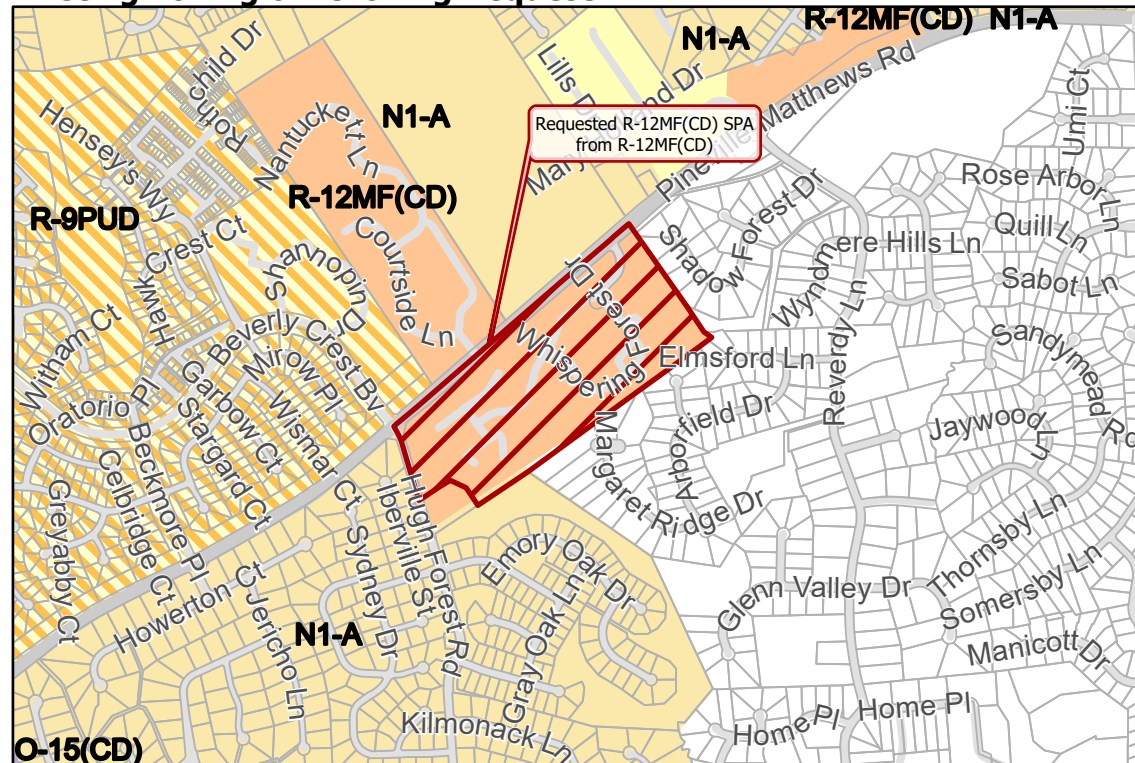 R-12MF(CD)
N1-A
N1-A
Rothchild Dr
Lills D
Mary
land Dr
Pineville Matthews Rd
Umi Ct
Hensey's Wy
Nantuckett Ln
N1-A
Requested R-12MF(CD) SPA
from R-12MF(CD)
R-9PUD
R-12MF(CD)
Rose Arbor Ln
Quill Ln
Crest Ct
Hawk
Shannopin Dr
Courtside Ln
Shadow Forest Dr
Wyndmere Hills Ln
Sabot Ln
Witham Ct
Beverly Crest Bv
Mirow Pl
Whispering Forest Dr
Elmsford Ln
Reverdy Ln
Sandymead Rd
Oratorio Pl
Garbow Ct
Stargard Ct
Wismar Ct
Arborfield Dr
Jaywood Ln
Beckmore Pl
Celbridge Ct
Greyabby Ct
Margaret Ridge Dr
Hugh Forest Rd
Iberville St
Sydney Dr
Emory Oak Dr
Thornsby Ln
Howerton Ct
Glenn Valley Dr
Somersby Ln
Jericho Ln
N1-A
Gray Oak Ln
Manicott Dr
Kilmonack Ln
Home Pl
Home Pl
O-15(CD)